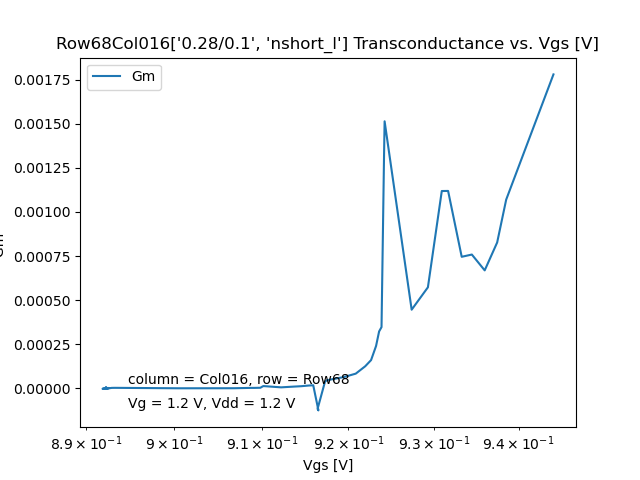 Row68Col016['0.28/0.1', 'nshort_l'] Transconductance vs. Vgs [V]
Gm
0.00175
0.00150
0.00125
0.00100
0.00075
0.00050
0.00025
0.00000
Gm
column = Col016, row = Row68
Vg = 1.2 V, Vdd = 1.2 V
8.9 × 10⁻¹ 9 × 10⁻¹ 9.1 × 10⁻¹ 9.2 × 10⁻¹ 9.3 × 10⁻¹ 9.4 × 10⁻¹
Vgs [V]